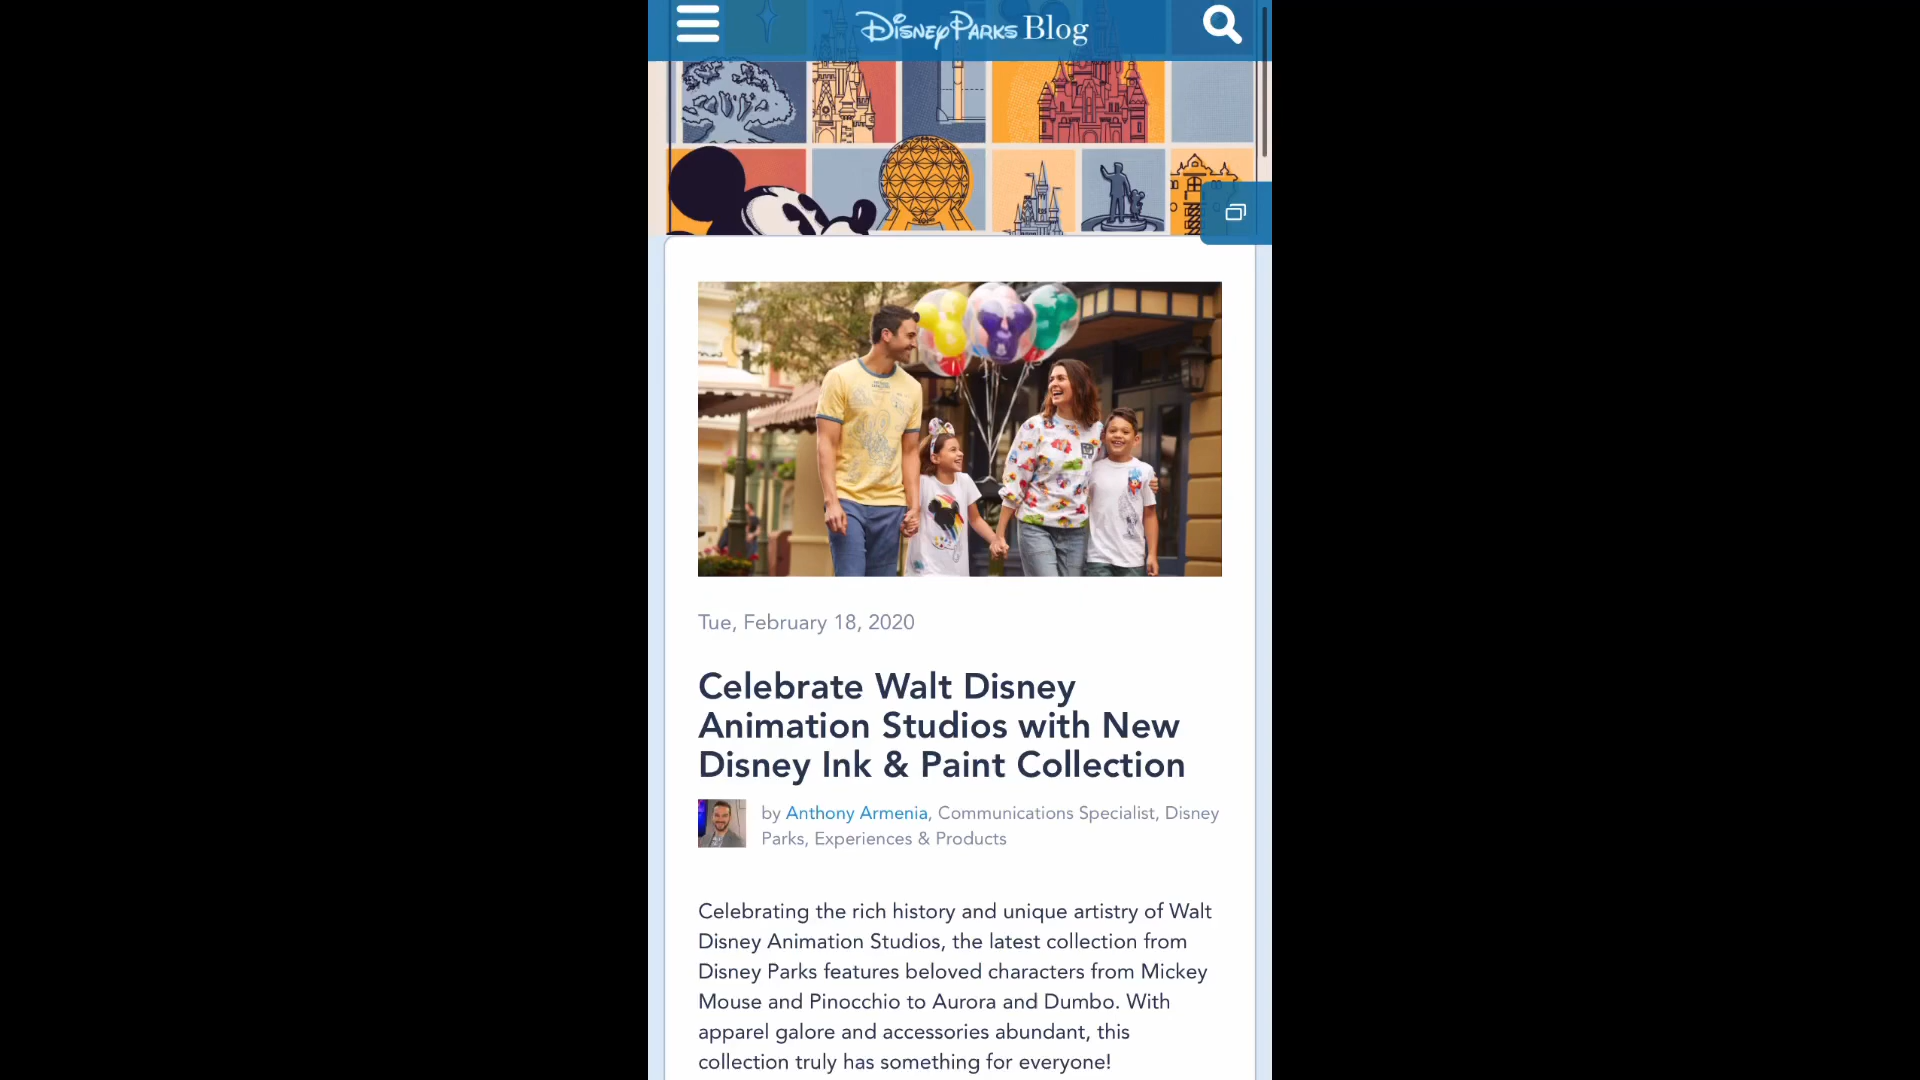 Disney Parks Blog
Tue, February 18, 2020
Celebrate Walt Disney
Animation Studios with New
Disney Ink & Paint Collection
by Anthony Armenia, Communications Specialist, Disney
Parks, Experiences & Products
Celebrating the rich history and unique artistry of Walt
Disney Animation Studios, the latest collection from
Disney Parks features beloved characters from Mickey
Mouse and Pinocchio to Aurora and Dumbo. With
apparel galore and accessories abundant, this
collection truly has something for everyone!